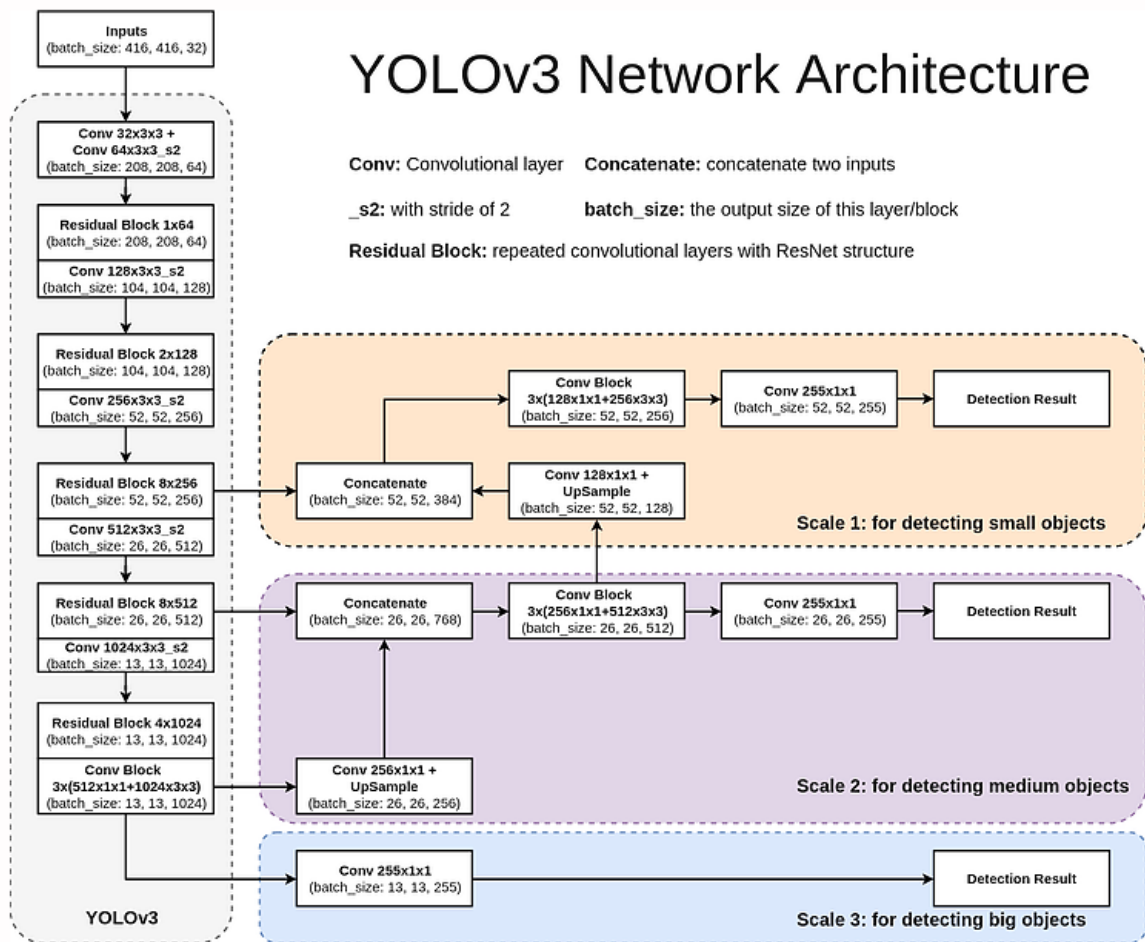 Inputs
(batch_size: 416, 416, 32)
YOLOv3 Network Architecture
Conv: Convolutional layer
Concatenate: concatenate two inputs
_s2: with stride of 2
batch_size: the output size of this layer/block
Residual Block: repeated convolutional layers with ResNet structure
Conv 32x3x3 +
Conv 64x3x3_s2
(batch_size: 208, 208, 64)
Residual Block 1x64
(batch_size: 208, 208, 64)
Conv 128x3x3_s2
(batch_size: 104, 104, 128)
Residual Block 2x128
(batch_size: 104, 104, 128)
Conv 256x3x3_s2
(batch_size: 52, 52, 256)
Residual Block 8x256
(batch_size: 52, 52, 256)
Conv 512x3x3_s2
(batch_size: 26, 26, 512)
Residual Block 8x512
(batch_size: 26, 26, 512)
Conv 1024x3x3_s2
(batch_size: 13, 13, 1024)
Residual Block 4x1024
(batch_size: 13, 13, 1024)
Conv Block
3x(512x1x1+1024x3x3)
(batch_size: 13, 13, 1024)
YOLOv3
Conv Block
3x(128x1x1+256x3x3)
(batch_size: 52, 52, 256)
Conv 255x1x1
(batch_size: 52, 52, 255)
Detection Result
Concatenate
(batch_size: 52, 52, 384)
Conv 128x1x1 +
UpSample
(batch_size: 52, 52, 128)
Scale 1: for detecting small objects
Concatenate
(batch_size: 26, 26, 768)
Conv Block
3x(256x1x1+512x3x3)
(batch_size: 26, 26, 512)
Conv 255x1x1
(batch_size: 26, 26, 255)
Detection Result
Conv 256x1x1 +
UpSample
(batch_size: 26, 26, 256)
Scale 2: for detecting medium objects
Conv 255x1x1
(batch_size: 13, 13, 255)
Detection Result
Scale 3: for detecting big objects